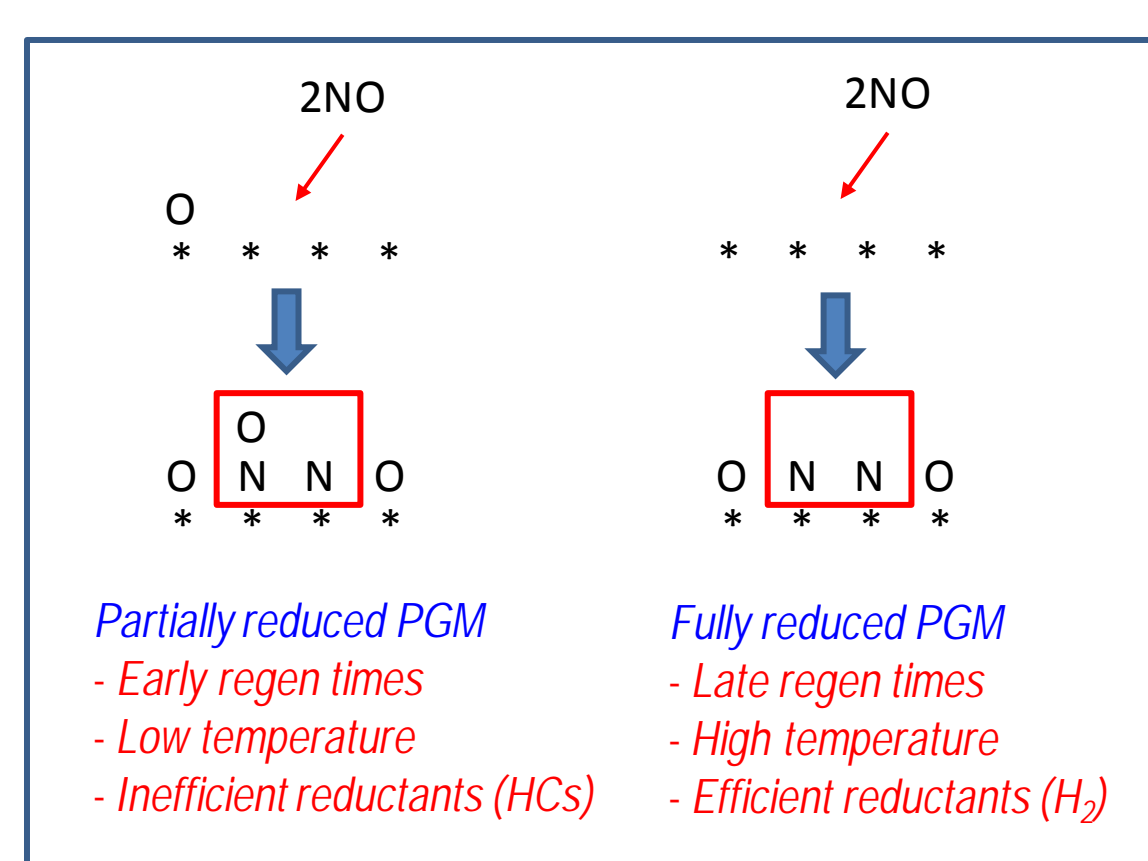 2NO
O
* * * *
O
O N N O
* * * *
Partially reduced PGM
- Early regen times
- Low temperature
- Inefficient reductants (HCs)
2NO
* * * *
O N N O
* * * *
Fully reduced PGM
- Late regen times
- High temperature
- Efficient reductants (H₂)